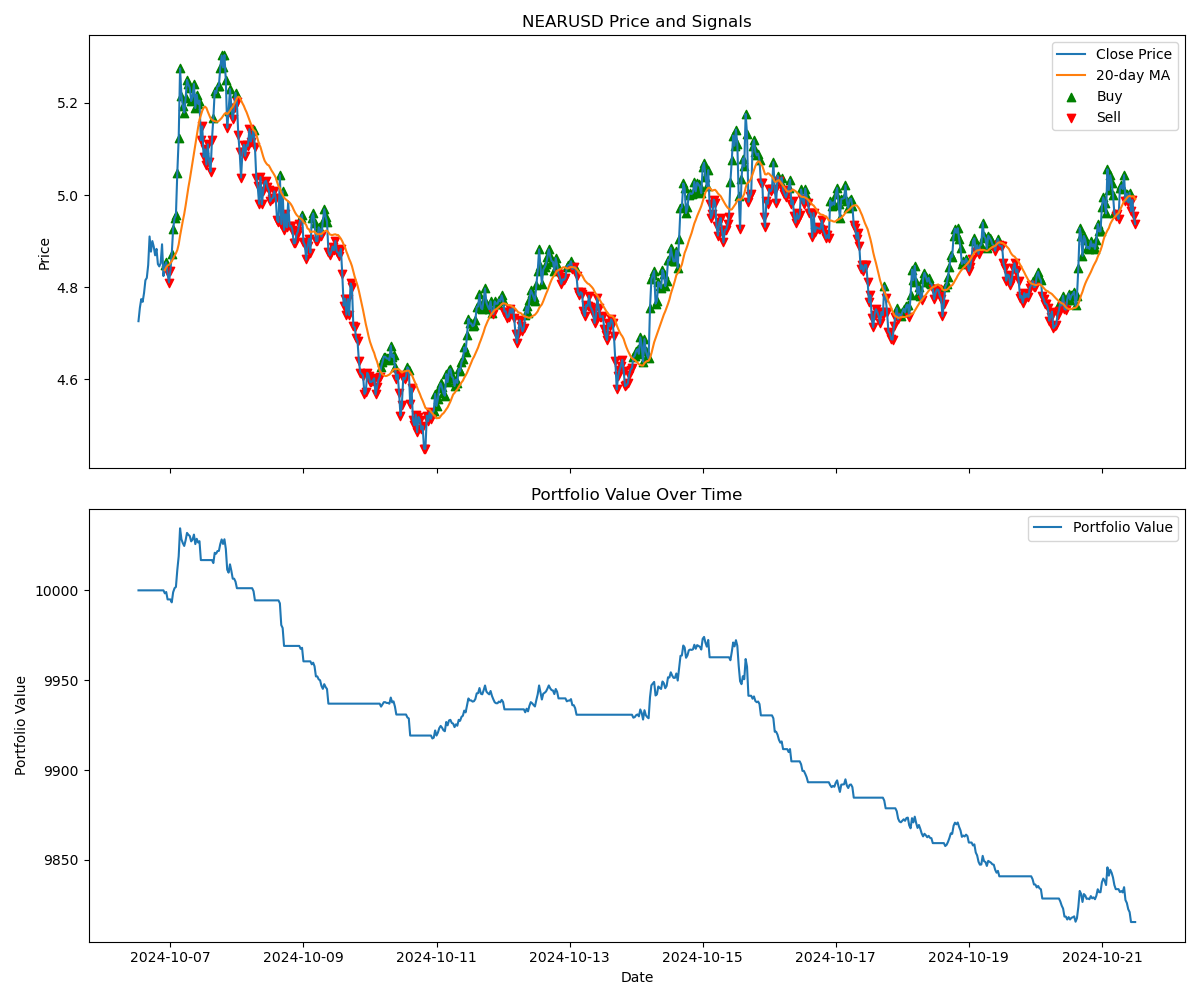 NEARUSD Price and Signals
Price
5.2
5.0
4.8
4.6
Close Price
20-day MA
Buy
Sell
Portfolio Value Over Time
Portfolio Value
10000
9950
9900
9850
Portfolio Value
2024-10-07
2024-10-09
2024-10-11
2024-10-13
2024-10-15
2024-10-17
2024-10-19
2024-10-21
Date